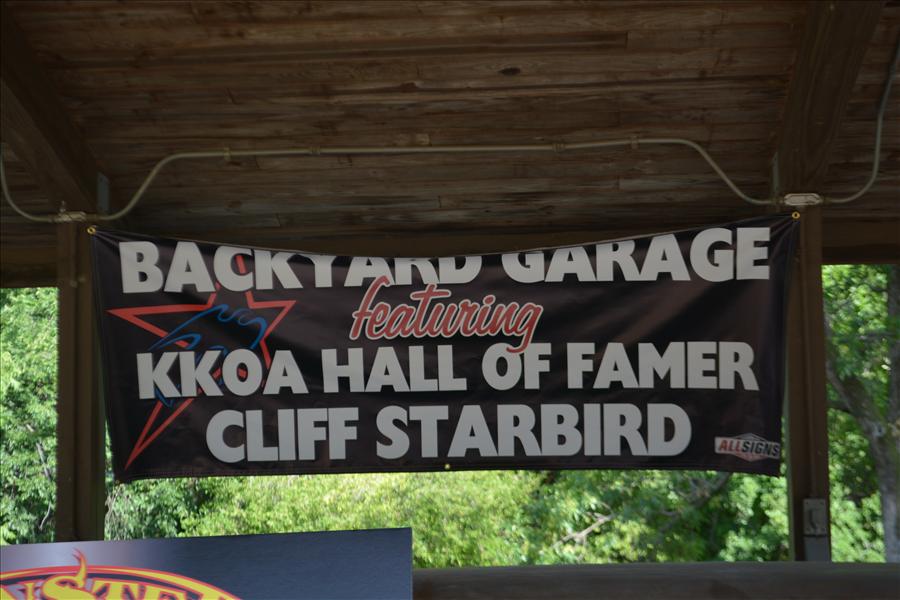 BACKYARD GARAGE
featuring
KKOA HALL OF FAMER
CLIFF STARBIRD
ALLSIGNS